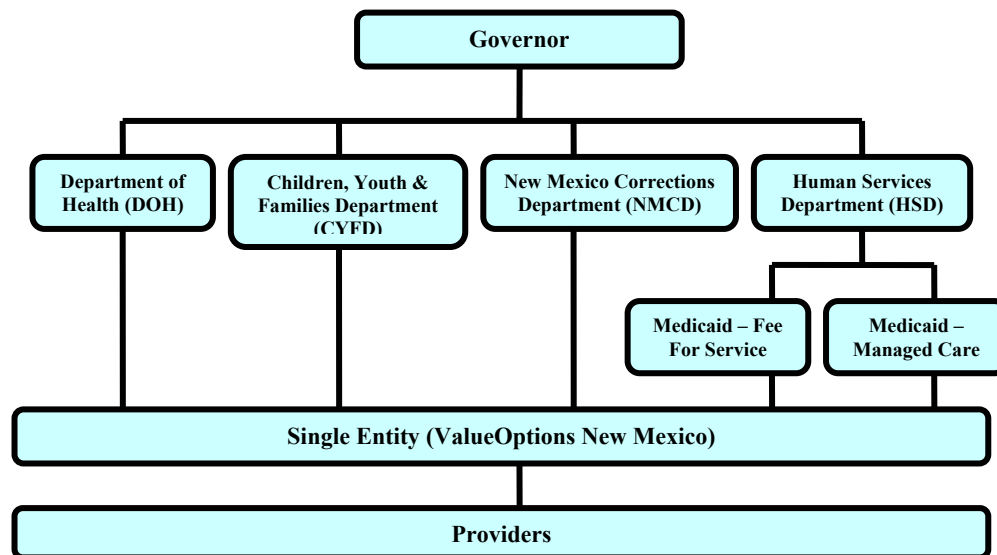 Governor
Department of
Health (DOH)
Children, Youth &
Families Department
(CYFD)
New Mexico Corrections
Department (NMCD)
Human Services
Department (HSD)
Medicaid – Fee
For Service
Medicaid –
Managed Care
Single Entity (ValueOptions New Mexico)
Providers